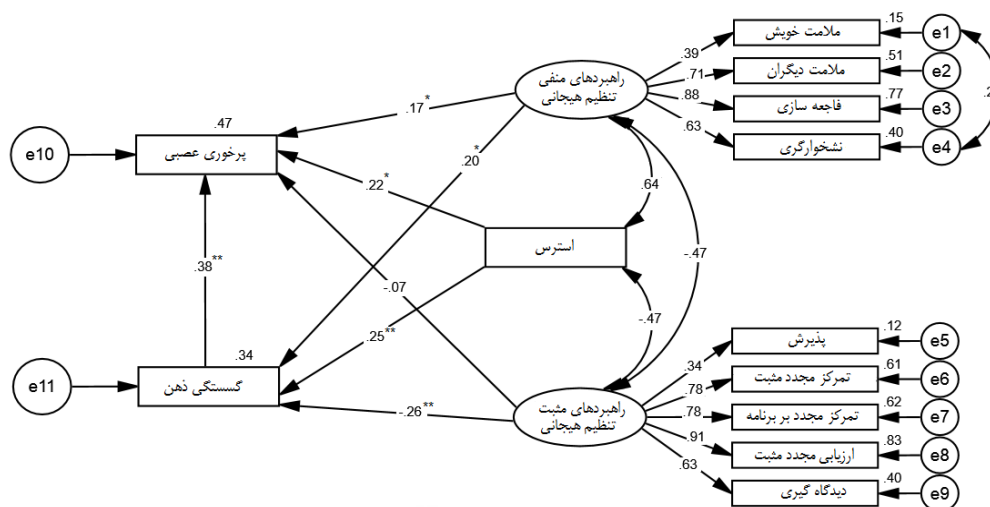 .15
e1
ملامت خویش
.39
.51
e2
ملامت دیگران
.71
.2
راهبردهای منفی
تنظیم هیجانی
.77
e3
فاجعه سازی
.88
.40
e4
نشخوارگری
.63
.17*
.47
e10
پرخوری عصبی
.20*
.22*
.64
استرس
-.47
.38**
-.07
-.47
.25**
.34
e11
گسستگی ذهن
-.26**
راهبردهای مثبت
تنظیم هیجانی
.12
e5
پذیرش
.34
.61
e6
تمرکز مجدد مثبت
.78
.62
e7
تمرکز مجدد بر برنامه
.78
.83
e8
ارزیابی مجدد مثبت
.91
.40
e9
دیدگاه گیری
.63